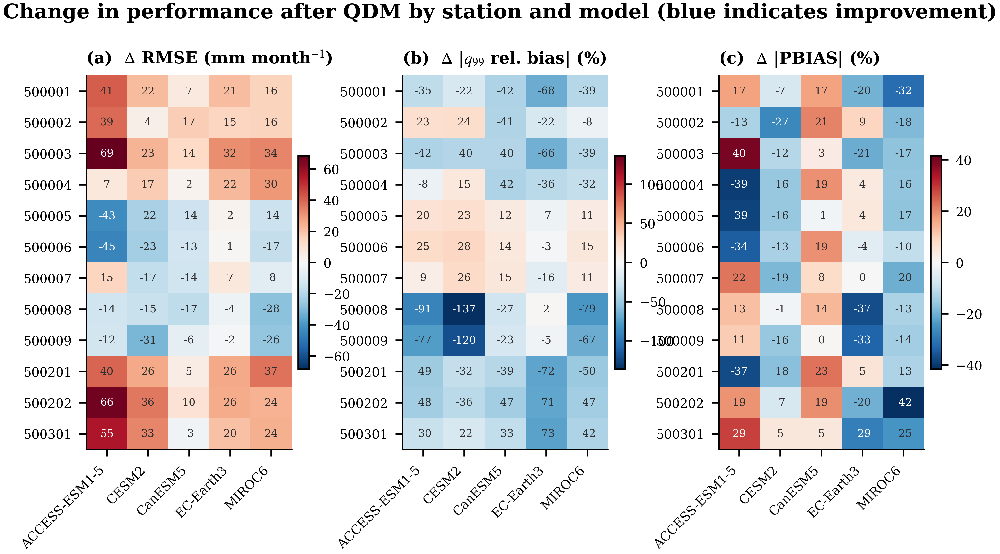 Change in performance after QDM by station and model (blue indicates improvement)
(a) Δ RMSE (mm month⁻¹)
500001 41 22 7 21 16
500002 39 4 17 15 16
500003 69 23 14 32 34
500004 7 17 2 22 30
500005 -43 -22 -14 2 -14
500006 -45 -23 -13 1 -17
500007 15 -17 -14 7 -8
500008 -14 -15 -17 -4 -28
500009 -12 -31 -6 -2 -26
500201 40 26 5 26 37
500202 66 36 10 26 24
500301 55 33 -3 20 24
ACCESS-ESM1-5 CESM2 CanESM5 EC-Earth3 MIROC6
60
40
20
0
−20
−40
−60
(b) Δ |q₉₉ rel. bias| (%)
500001 -35 -22 -42 -68 -39
500002 23 24 -41 -22 -8
500003 -42 -40 -40 -66 -39
500004 -8 15 -42 -36 -32
500005 20 23 12 -7 11
500006 25 28 14 -3 15
500007 9 26 15 -16 11
500008 -91 -137 -27 2 -79
500009 -77 -120 -23 -5 -67
500201 -49 -32 -39 -72 -50
500202 -48 -36 -47 -71 -47
500301 -30 -22 -33 -73 -42
ACCESS-ESM1-5 CESM2 CanESM5 EC-Earth3 MIROC6
100
50
0
−50
−100
(c) Δ |PBIAS| (%)
500001 17 -7 17 -20 -32
500002 -13 -27 21 9 -18
500003 40 -12 3 -21 -17
500004 -39 -16 19 4 -16
500005 -39 -16 -1 4 -17
500006 -34 -13 19 -4 -10
500007 22 -19 8 0 -20
500008 13 -1 14 -37 -13
500009 11 -16 0 -33 -14
500201 -37 -18 23 5 -13
500202 19 -7 19 -20 -42
500301 29 5 5 -29 -25
ACCESS-ESM1-5 CESM2 CanESM5 EC-Earth3 MIROC6
40
20
0
−20
−40